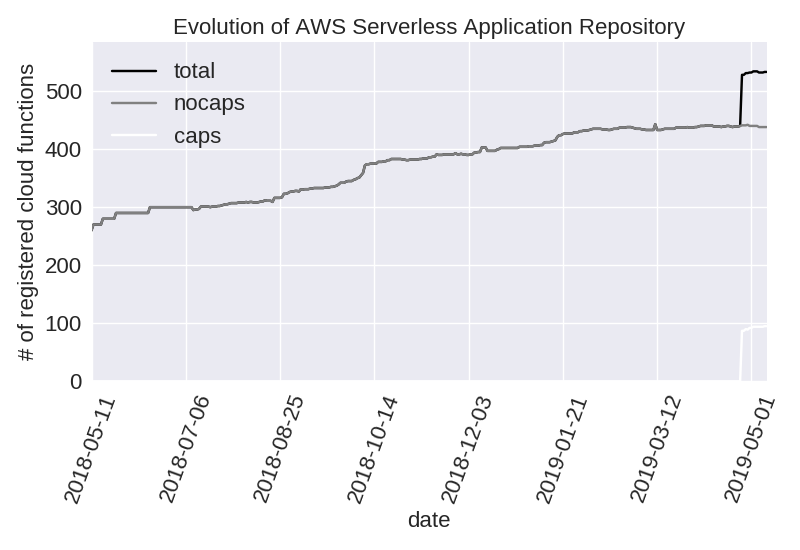 Evolution of AWS Serverless Application Repository
total
nocaps
caps
# of registered cloud functions
500
400
300
200
100
0
2018-05-11
2018-07-06
2018-08-25
2018-10-14
2018-12-03
2019-01-21
2019-03-12
2019-05-01
date